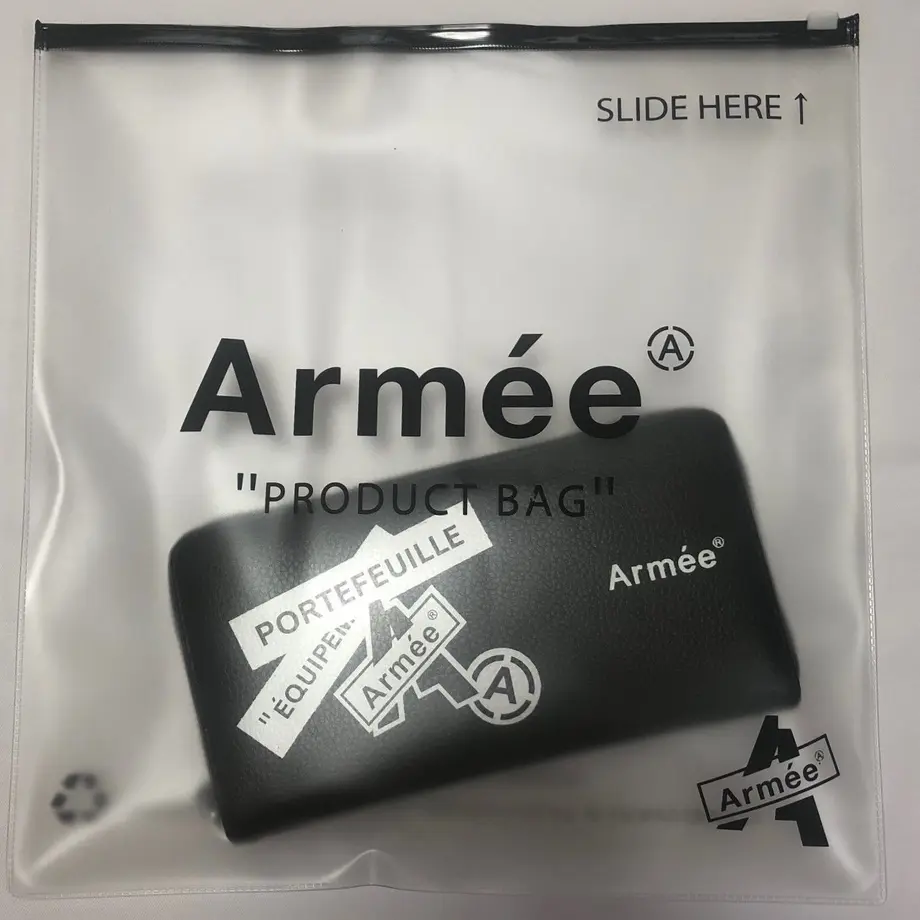 SLIDE HERE ↑
Armée Ⓐ
"PRODUCT BAG"
PORTEFEUILLE
Armée®
"ÉQUIPEM
Armée®
A
Armée Ⓐ